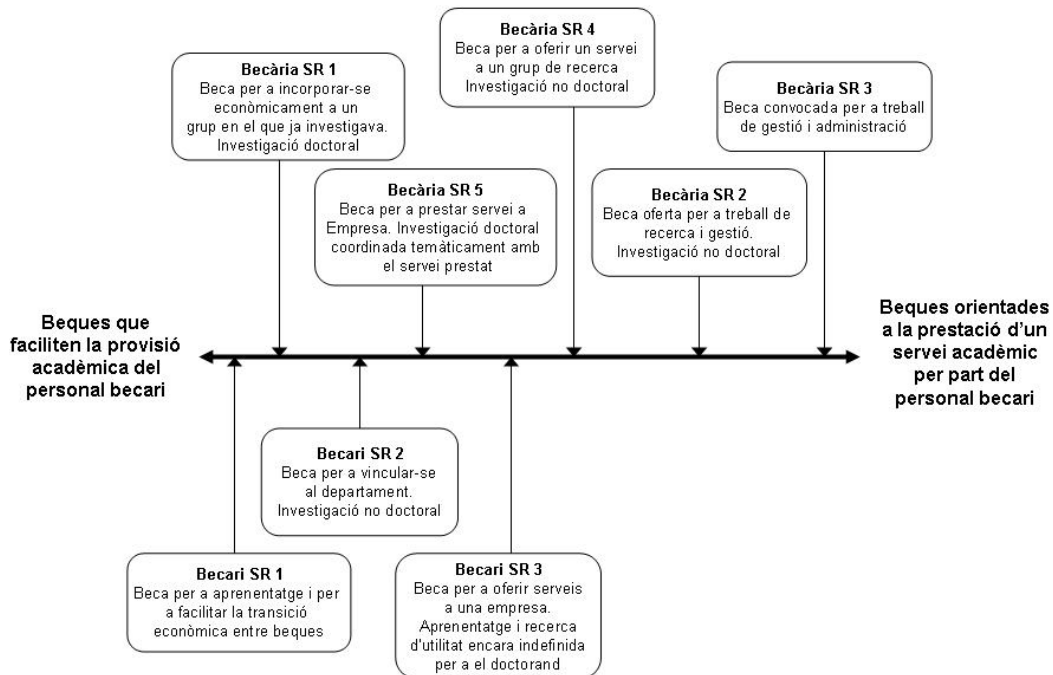 Becària SR 4
Beca per a oferir un servei
a un grup de recerca
Investigació no doctoral
Becària SR 1
Beca per a incorporar-se
econòmicament a un
grup en el que ja investigava.
Investigació doctoral
Becària SR 3
Beca convocada per a treball
de gestió i administració
Becària SR 5
Beca per a prestar servei a
Empresa. Investigació doctoral
coordinada temàticament amb
el servei prestat
Becària SR 2
Beca oferta per a treball de
recerca i gestió.
Investigació no doctoral
Beques que
faciliten la provisió
acadèmica del
personal becari
Beques orientades
a la prestació d'un
servei acadèmic
per part del
personal becari
Becari SR 2
Beca per a vincular-se
al departament.
Investigació no doctoral
Becari SR 1
Beca per a aprenentatge i per
a facilitar la transició
econòmica entre beques
Becari SR 3
Beca per a oferir serveis
a una empresa.
Aprenentatge i recerca
d'utilitat encara indefinida
per a el doctorand